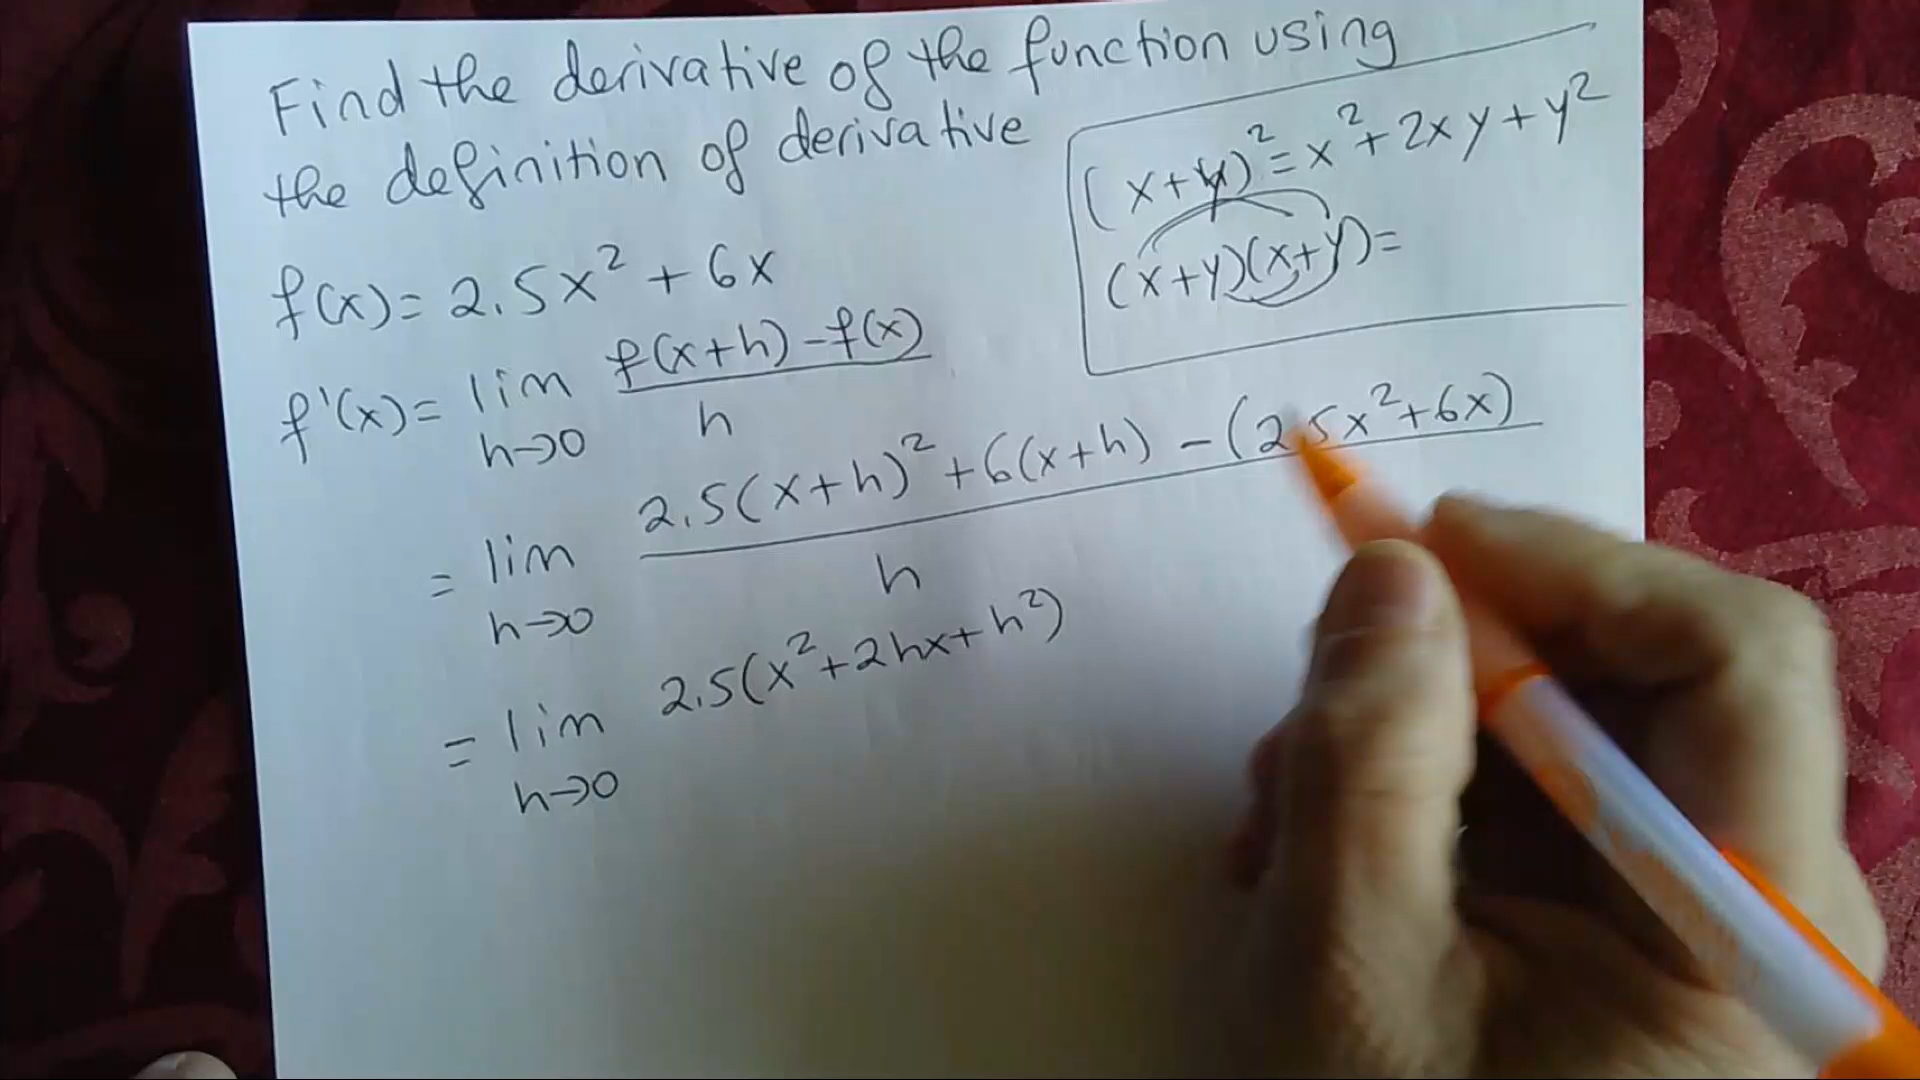 Find the derivative of the function using
the definition of derivative
(x+y)²=x²+2xy+y²
(x+y)(x+y)=
f(x)=2.5x²+6x
f'(x)= lim h→0 f(x+h)-f(x) / h
= lim h→0 2.5(x+h)²+6(x+h)-(2.5x²+6x) / h
= lim h→0 2.5(x²+2hx+h²)